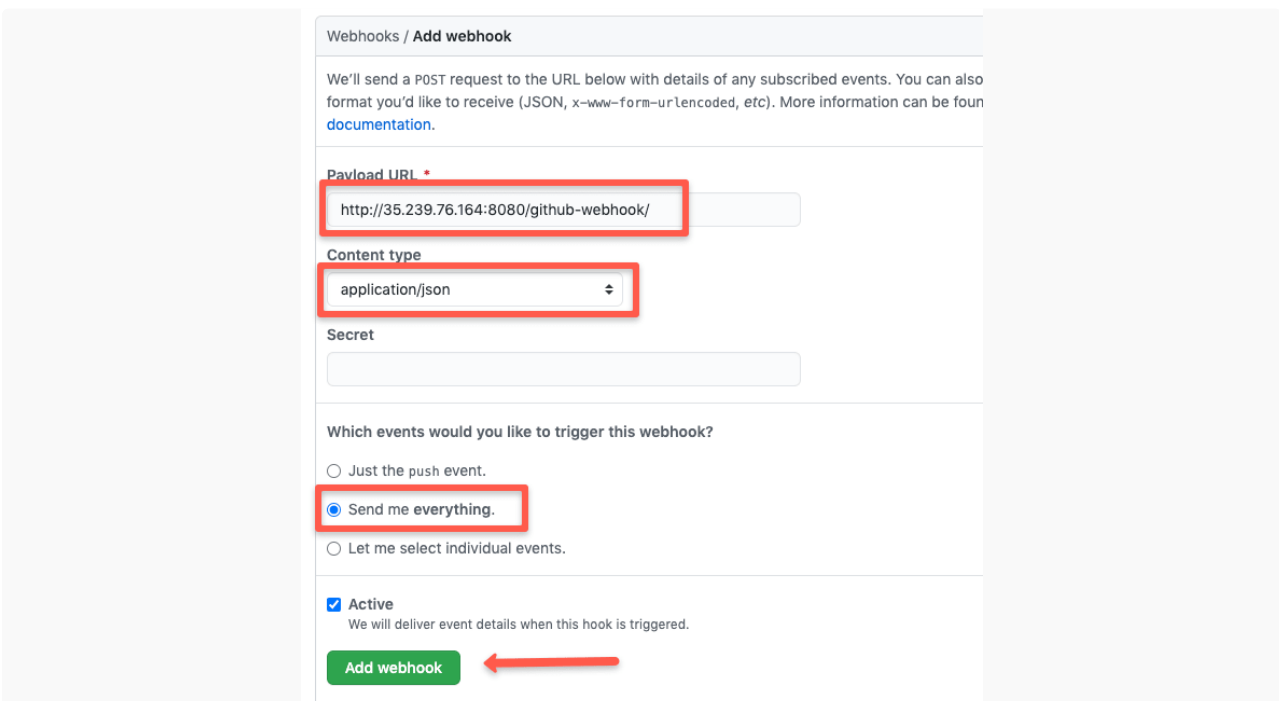 Webhooks / Add webhook
We'll send a POST request to the URL below with details of any subscribed events. You can also
format you'd like to receive (JSON, x-www-form-urlencoded, etc). More information can be foun
documentation.
Payload URL *
http://35.239.76.164:8080/github-webhook/
Content type
application/json
Secret
Which events would you like to trigger this webhook?
Just the push event.
Send me everything.
Let me select individual events.
Active
We will deliver event details when this hook is triggered.
Add webhook